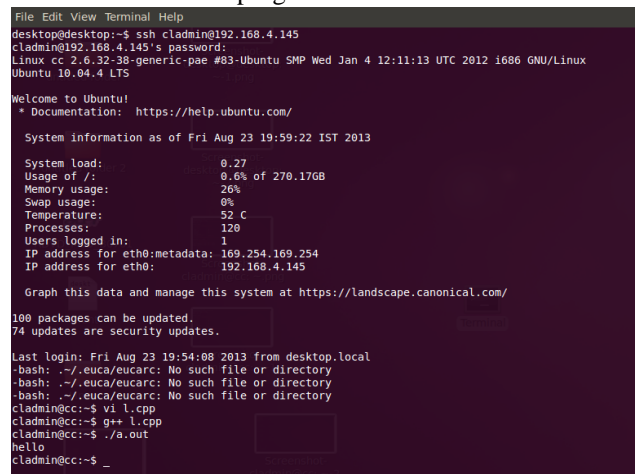 File Edit View Terminal Help
desktop@desktop:~$ ssh cladmin@192.168.4.145
cladmin@192.168.4.145's password:
Linux cc 2.6.32-38-generic-pae #83-Ubuntu SMP Wed Jan 4 12:11:13 UTC 2012 i686 GNU/Linux
Ubuntu 10.04.4 LTS
Welcome to Ubuntu!
* Documentation: https://help.ubuntu.com/
System information as of Fri Aug 23 19:59:22 IST 2013
System load: 0.27
Usage of /: 0.6% of 270.17GB
Memory usage: 26%
Swap usage: 0%
Temperature: 52 C
Processes: 120
Users logged in: 1
IP address for eth0:metadata: 169.254.169.254
IP address for eth0: 192.168.4.145
Graph this data and manage this system at https://landscape.canonical.com/
100 packages can be updated.
74 updates are security updates.
Last login: Fri Aug 23 19:54:08 2013 from desktop.local
-bash: .~/.euca/eucarc: No such file or directory
-bash: .~/.euca/eucarc: No such file or directory
-bash: .~/.euca/eucarc: No such file or directory
cladmin@cc:~$ vi l.cpp
cladmin@cc:~$ g++ l.cpp
cladmin@cc:~$ ./a.out
hello
cladmin@cc:~$ _